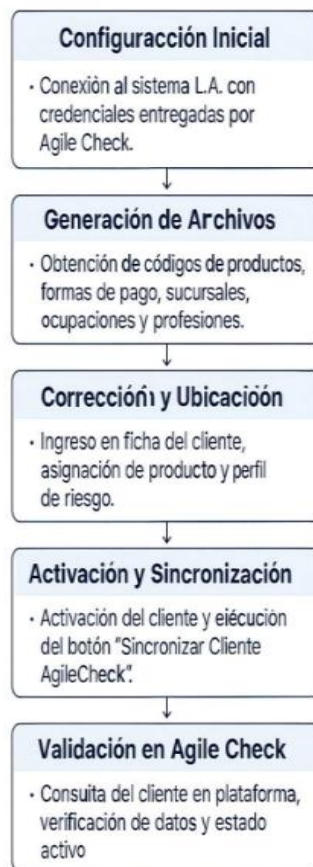 Configuracción Inicial
· Conexiòn al sistema L.A. con
credenciales entregadas por
Agile Check.
Generación de Archivos
· Obtención de códigos de productos,
formas de pago, sucursales,
ocupaciones y profesiones.
Corrección y Ubicación
· Ingreso en ficha del cliente,
asignación de producto y perfil
de riesgo.
Activación y Sincronización
· Activación del cliente y eiécución
del botón "Sincronizar Cliente
AgileCheck".
Validación en Agile Check
· Consuita del cliente en plataforma,
verificación de datos y estado
activo